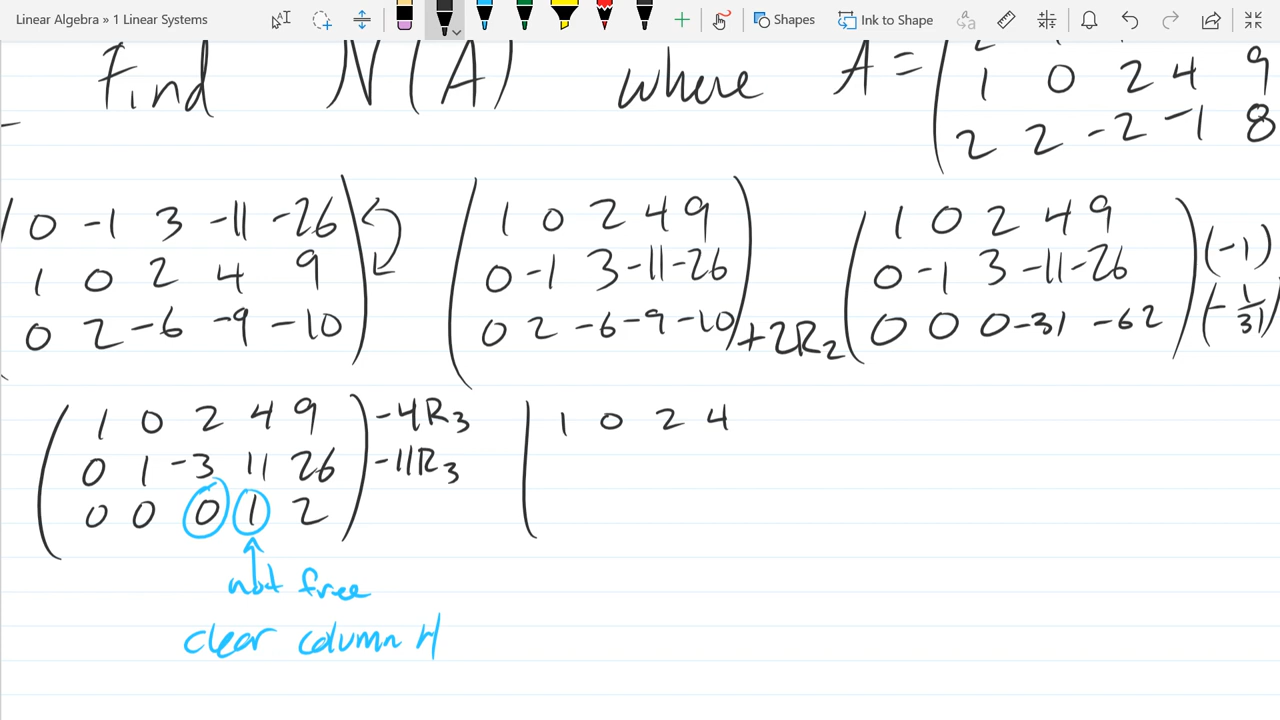 Linear Algebra » 1 Linear Systems
Shapes
Ink to Shape
Find N(A) where A =
1 0 2 4 9
2 2 -2 -1 8
0 -1 3 -11 -26
1 0 2 4 9
0 2 -6 -9 -10
1 0 2 4 9
0 -1 3 -11 -26
0 2 -6 -9 -10 +2R2
1 0 2 4 9
0 -1 3 -11 -26 (-1)
0 0 0 -31 -62 (-1/31)
1 0 2 4 9 -4R3
0 1 -3 11 26 -11R3
0 0 0 1 2
1 0 2 4
not free
clear column 4